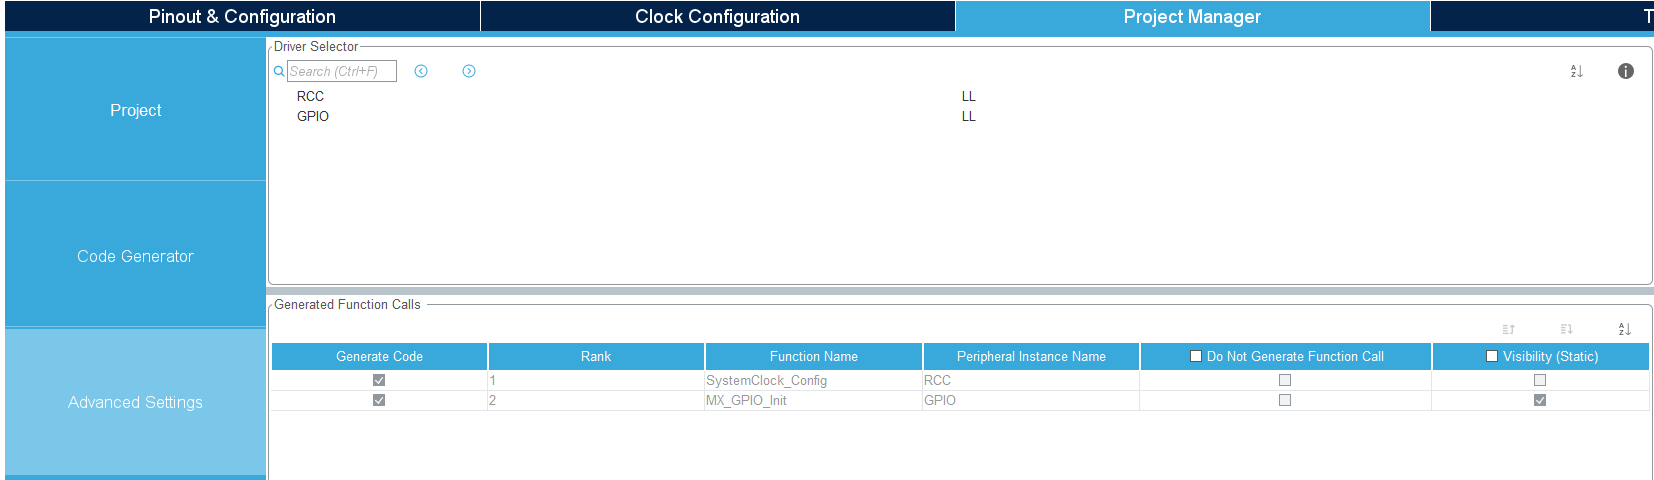 Pinout & Configuration
Clock Configuration
Project Manager
T
Driver Selector
Search (Ctrl+F)
A
Z
i
RCC LL
GPIO LL
Project
Code Generator
Advanced Settings
Generated Function Calls
A
Z
Generate Code Rank Function Name Peripheral Instance Name Do Not Generate Function Call Visibility (Static)
1 SystemClock_Config RCC
2 MX_GPIO_Init GPIO